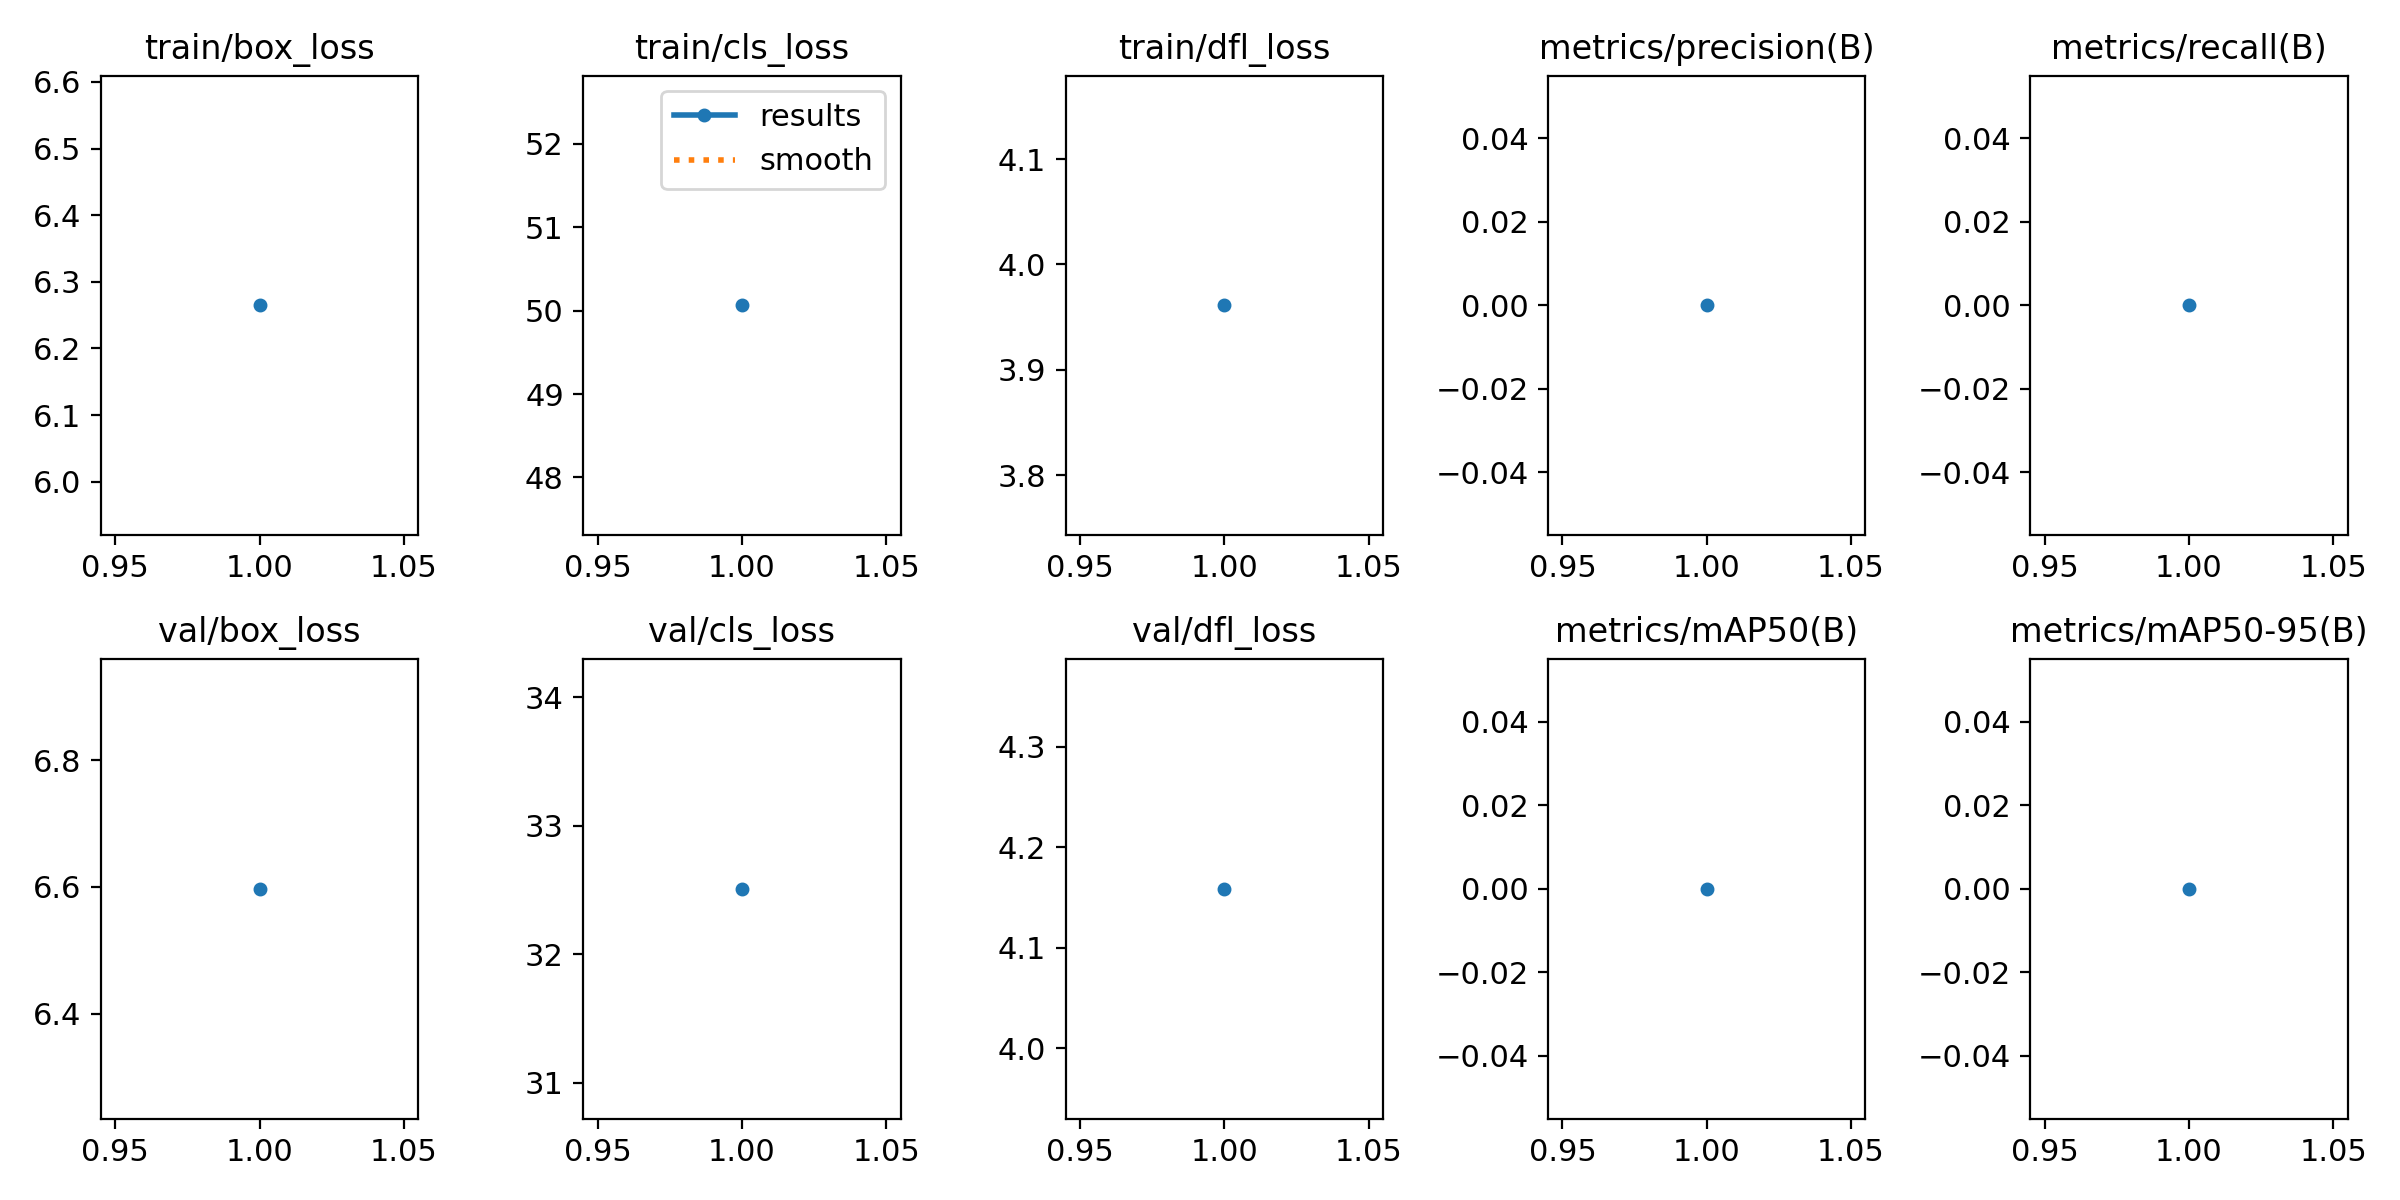 train/box_loss
6.6
6.5
6.4
6.3
6.2
6.1
6.0
0.95 1.00 1.05
train/cls_loss
results
smooth
52
51
50
49
48
0.95 1.00 1.05
train/dfl_loss
4.1
4.0
3.9
3.8
0.95 1.00 1.05
metrics/precision(B)
0.04
0.02
0.00
−0.02
−0.04
0.95 1.00 1.05
metrics/recall(B)
0.04
0.02
0.00
−0.02
−0.04
0.95 1.00 1.05
val/box_loss
6.8
6.6
6.4
0.95 1.00 1.05
val/cls_loss
34
33
32
31
0.95 1.00 1.05
val/dfl_loss
4.3
4.2
4.1
4.0
0.95 1.00 1.05
metrics/mAP50(B)
0.04
0.02
0.00
−0.02
−0.04
0.95 1.00 1.05
metrics/mAP50-95(B)
0.04
0.02
0.00
−0.02
−0.04
0.95 1.00 1.05